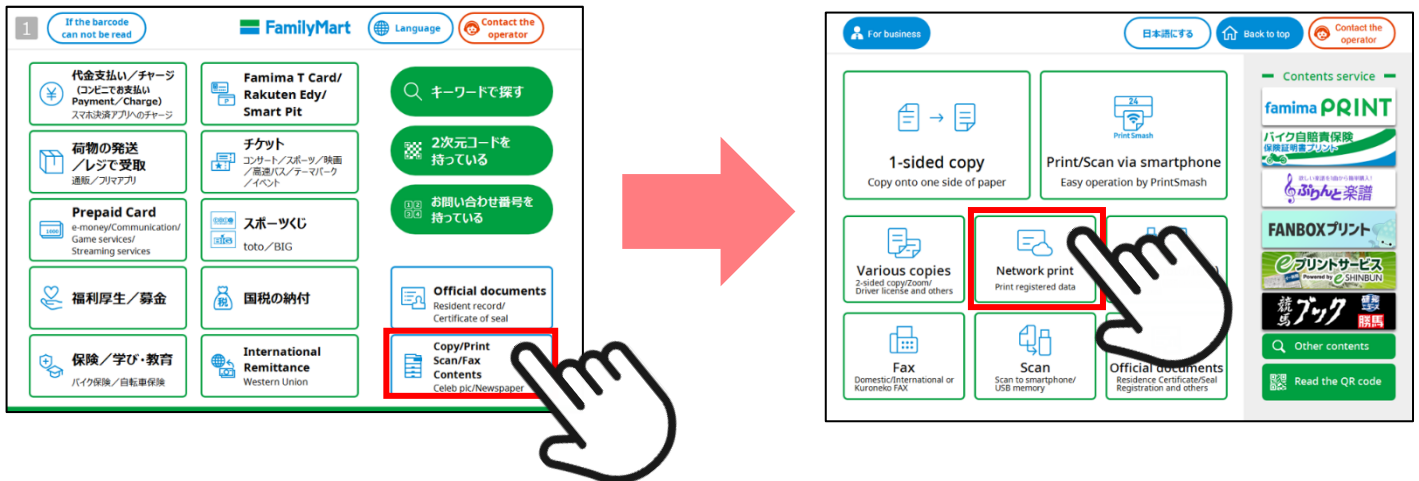 1
If the barcode
can not be read
FamilyMart
Language
Contact the
operator
代金支払い／チャージ
(コンビニでお支払い
Payment／Charge)
スマホ決済アプリへのチャージ
Famima T Card/
Rakuten Edy/
Smart Pit
キーワードで探す
荷物の発送
／レジで受取
通販／フリマアプリ
チケット
コンサート／スポーツ／映画
／高速バス／テーマパーク
／イベント
2次元コードを
持っている
Prepaid Card
e-money/Communication/
Game services/
Streaming services
スポーツくじ
toto／BIG
お問い合わせ番号を
持っている
福利厚生／募金
税
国税の納付
Official documents
Resident record/
Certificate of seal
保険／学び・教育
バイク保険／自転車保険
International
Remittance
Western Union
Copy/Print
Scan/Fax
Contents
Celeb pic/Newspaper
For business
日本語にする
Back to top
Contact the
operator
1-sided copy
Copy onto one side of paper
24
Print Smash
Print/Scan via smartphone
Easy operation by PrintSmash
Various copies
2-sided copy/Zoom/
Driver license and others
Network print
Print registered data
Fax
Domestic/International or
Kuroneko FAX
Scan
Scan to smartphone/
USB memory
Official documents
Residence Certificate/Seal
Registration and others
Contents service
famima PRINT
バイク自賠責保険
保険証明書プリント
欲しい楽譜を1曲から簡単購入!
ぷりんと楽譜
FANBOXプリント
eプリントサービス
Powered by e-SHINBUN
競馬ブック
勝馬
Other contents
Read the QR code